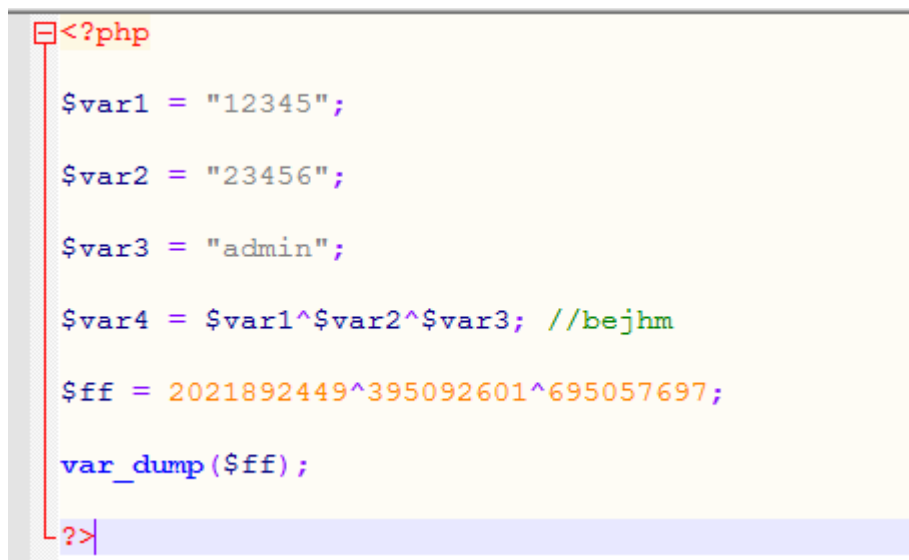 <?php
$var1 = "12345";
$var2 = "23456";
$var3 = "admin";
$var4 = $var1^$var2^$var3; //bejhm
$ff = 2021892449^395092601^695057697;
var_dump($ff);
?>